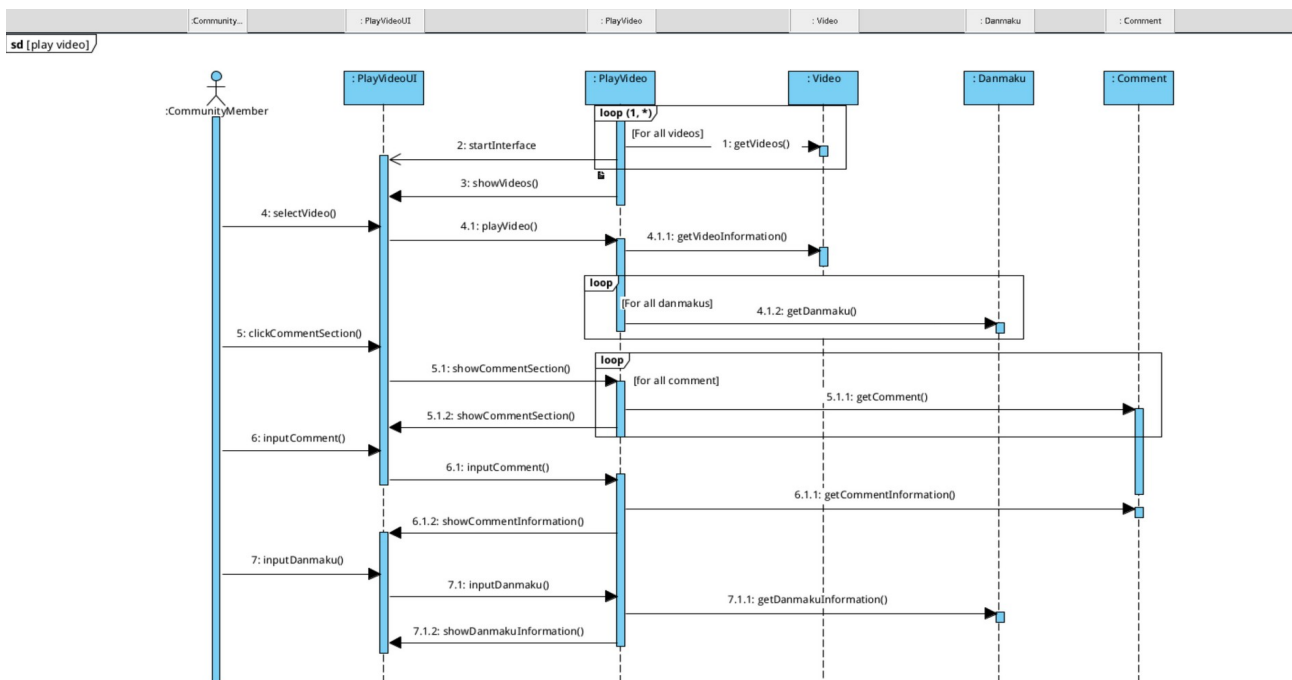 :Community...
: PlayVideoUI
: PlayVideo
: Video
: Danmaku
: Comment
sd [play video]
:CommunityMember
: PlayVideoUI
: PlayVideo
: Video
: Danmaku
: Comment
loop (1, *)
[For all videos]
1: getVideos()
2: startInterface
3: showVideos()
4: selectVideo()
4.1: playVideo()
4.1.1: getVideoInformation()
loop
[For all danmakus]
4.1.2: getDanmaku()
5: clickCommentSection()
loop
5.1: showCommentSection()
[for all comment]
5.1.1: getComment()
5.1.2: showCommentSection()
6: inputComment()
6.1: inputComment()
6.1.1: getCommentInformation()
6.1.2: showCommentInformation()
7: inputDanmaku()
7.1: inputDanmaku()
7.1.1: getDanmakuInformation()
7.1.2: showDanmakuInformation()